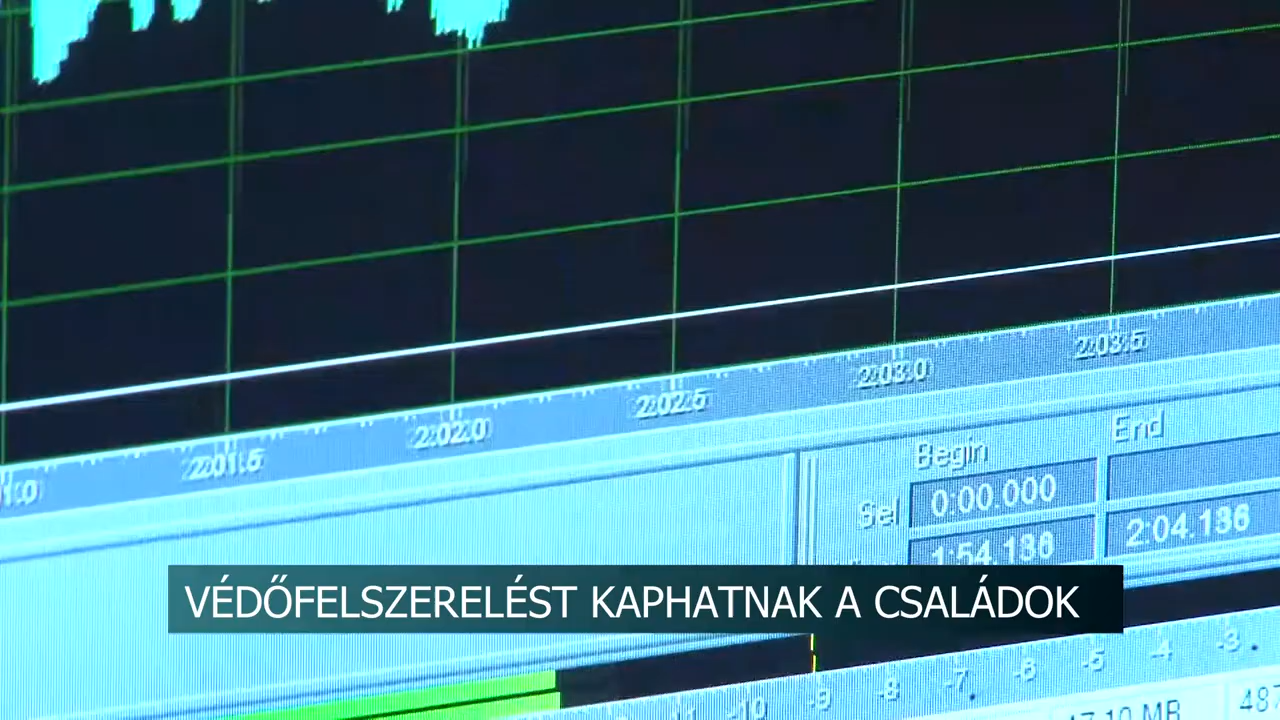 2:01.5
2:02.0
2:02.5
2:03.0
2:03.5
Begin
End
Sel
0:00.000
1:54.136
2:04.136
VÉDŐFELSZERELÉST KAPHATNAK A CSALÁDOK
-10 -9 -8 -7 -6 -5 -4 -3